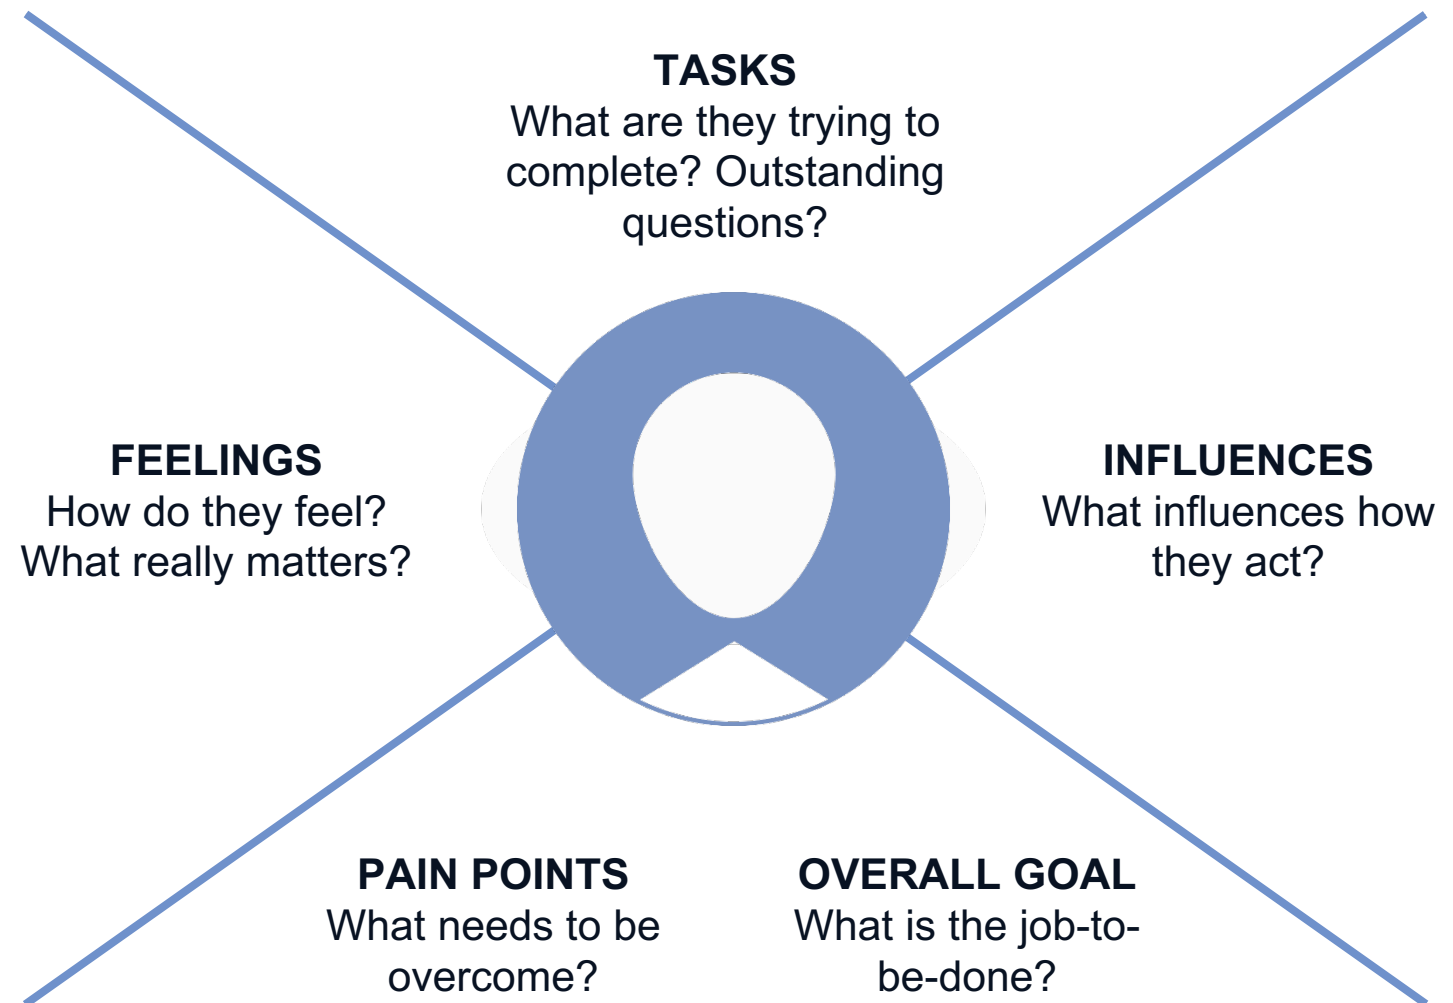 TASKS
What are they trying to
complete? Outstanding
questions?
FEELINGS
How do they feel?
What really matters?
INFLUENCES
What influences how
they act?
PAIN POINTS
What needs to be
overcome?
OVERALL GOAL
What is the job-to-
be-done?